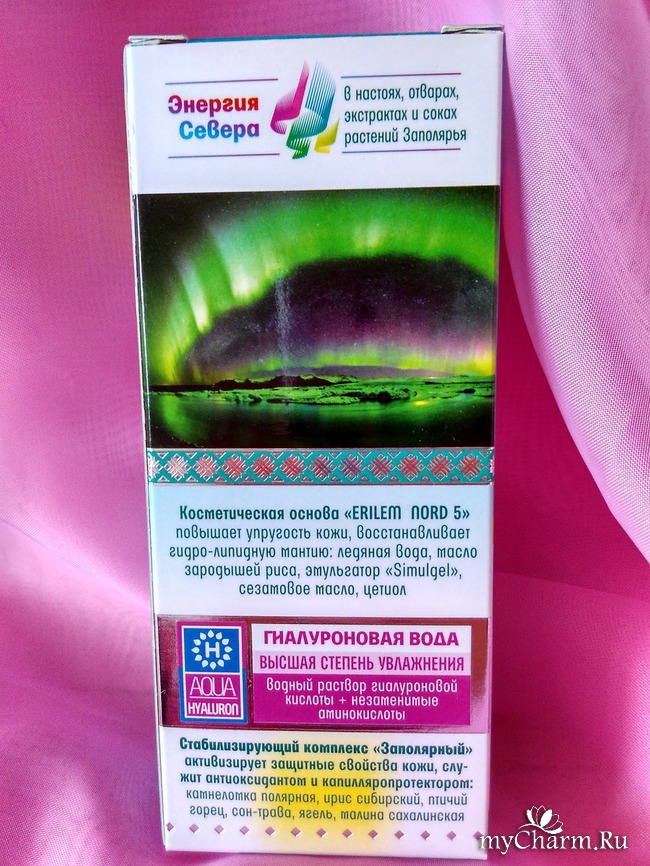 Энергия
Севера
в настоях, отварах,
экстрактах и соках
растений Заполярья
Косметическая основа «ERILEM NORD 5»
повышает упругость кожи, восстанавливает
гидро-липидную мантию: ледяная вода, масло
зародышей риса, эмульгатор «Simulgel»,
сезамовое масло, цетиол
H
AQUA
HYALURON
ГИАЛУРОНОВАЯ ВОДА
ВЫСШАЯ СТЕПЕНЬ УВЛАЖНЕНИЯ
водный раствор гиалуроновой
кислоты + незаменимые
аминокислоты
Стабилизирующий комплекс «Заполярный»
активизирует защитные свойства кожи, слу-
жит антиоксидантом и капилляропротектором:
камнеломка полярная, ирис сибирский, птичий
горец, сон-трава, ягель, малина сахалинская
myCharm.Ru